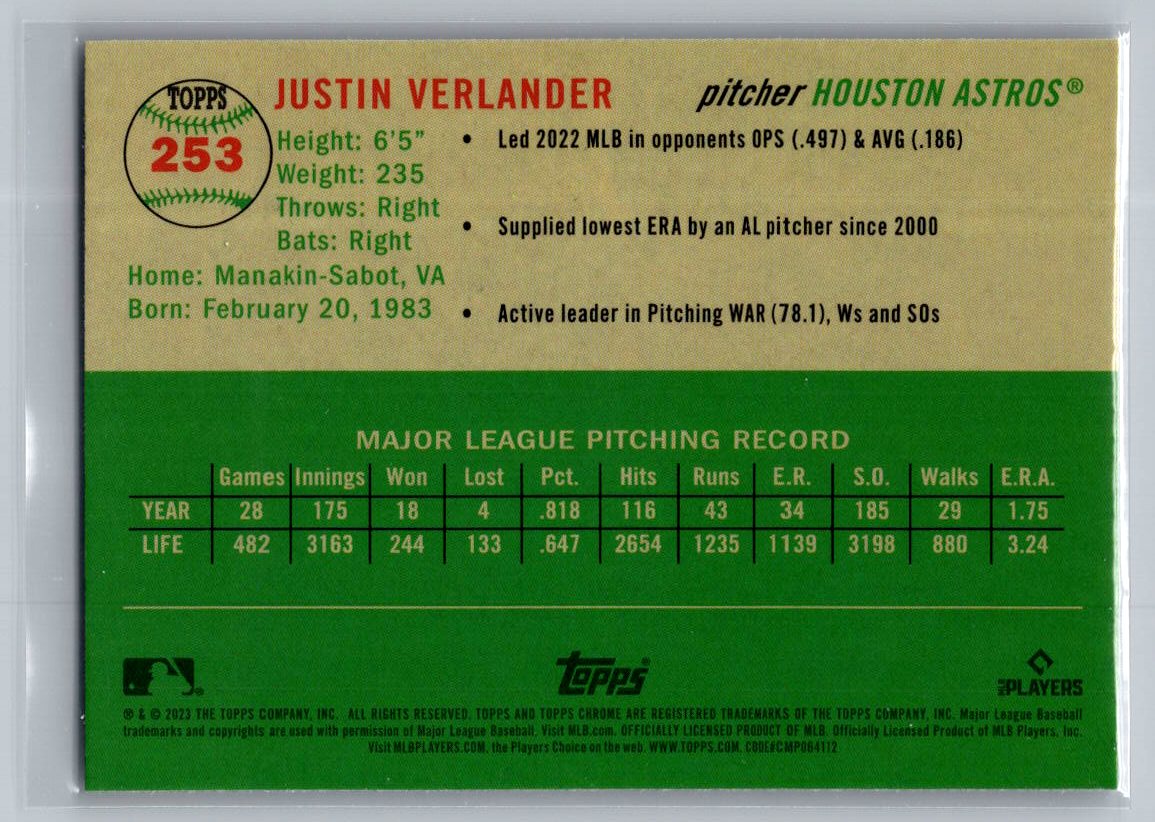 TOPPS
253
JUSTIN VERLANDER
pitcher HOUSTON ASTROS®
Height: 6'5"
Weight: 235
Throws: Right
Bats: Right
Home: Manakin-Sabot, VA
Born: February 20, 1983
• Led 2022 MLB in opponents OPS (.497) & AVG (.186)
• Supplied lowest ERA by an AL pitcher since 2000
• Active leader in Pitching WAR (78.1), Ws and SOs
MAJOR LEAGUE PITCHING RECORD
Games Innings Won Lost Pct. Hits Runs E.R. S.O. Walks E.R.A.
YEAR 28 175 18 4 .818 116 43 34 185 29 1.75
LIFE 482 3163 244 133 .647 2654 1235 1139 3198 880 3.24
topps®
MLB PLAYERS
® & © 2023 THE TOPPS COMPANY, INC. ALL RIGHTS RESERVED. TOPPS AND TOPPS CHROME ARE REGISTERED TRADEMARKS OF THE TOPPS COMPANY, INC. Major League Baseball
trademarks and copyrights are used with permission of Major League Baseball. Visit MLB.com. OFFICIALLY LICENSED PRODUCT OF MLB. Officially Licensed Product of MLB Players, Inc.
Visit MLBPLAYERS.COM, the Players Choice on the web. WWW.TOPPS.COM. CODE#CMP064112